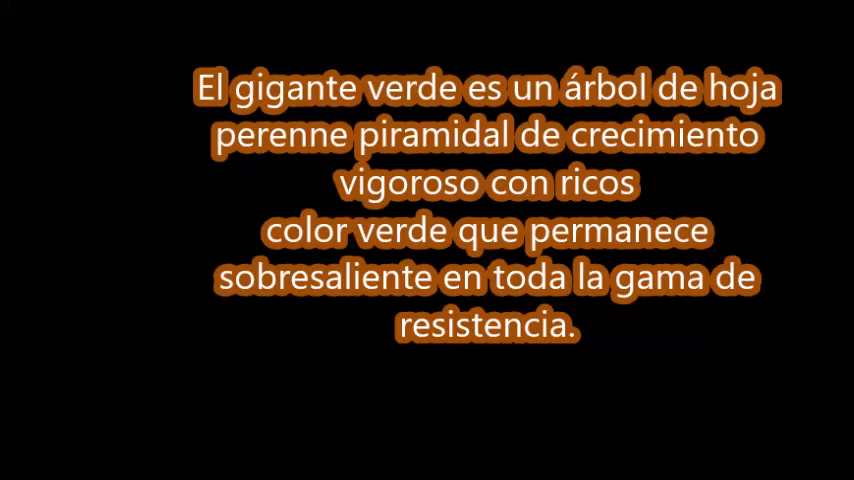 El gigante verde es un árbol de hoja
perenne piramidal de crecimiento
vigoroso con ricos
color verde que permanece
sobresaliente en toda la gama de
resistencia.